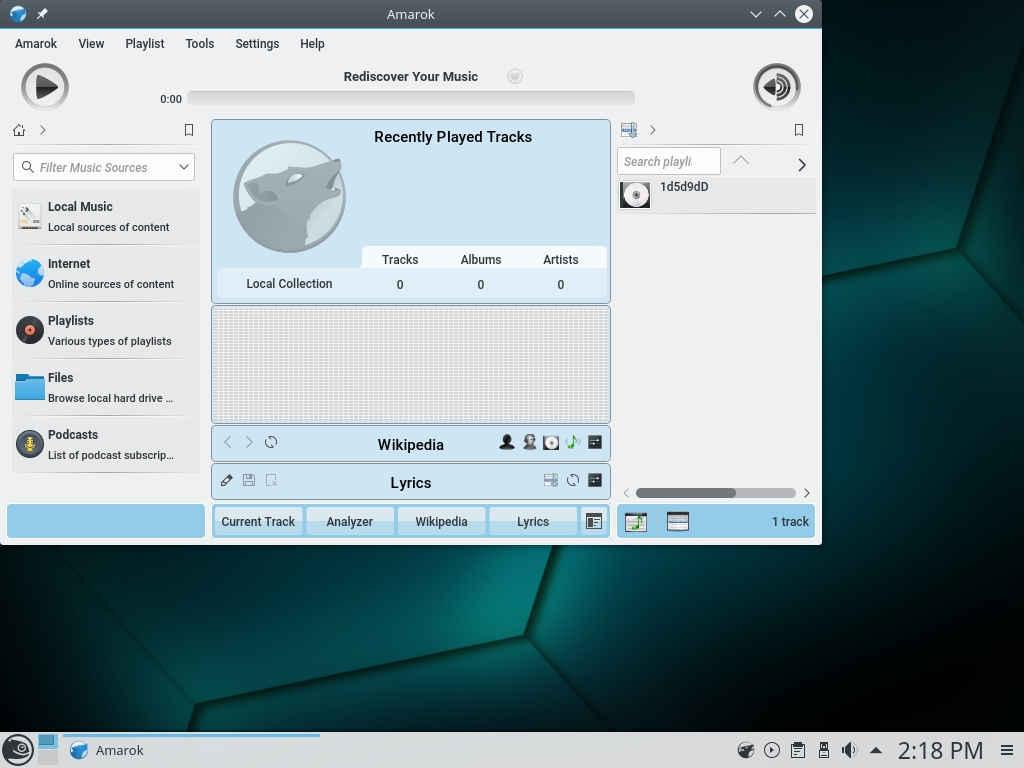 Amarok
Amarok View Playlist Tools Settings Help
Rediscover Your Music
0:00
Filter Music Sources
Local Music
Local sources of content
Internet
Online sources of content
Playlists
Various types of playlists
Files
Browse local hard drive ...
Podcasts
List of podcast subscrip...
Recently Played Tracks
Tracks Albums Artists
Local Collection 0 0 0
Wikipedia
Lyrics
Current Track Analyzer Wikipedia Lyrics
Search playli
1d5d9dD
1 track
Amarok
2:18 PM